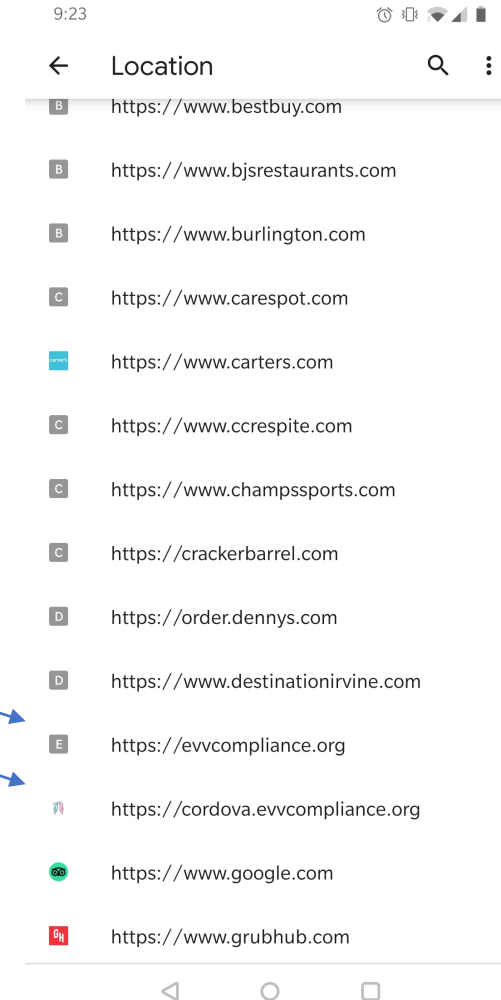 9:23
Location
B https://www.bestbuy.com
B https://www.bjsrestaurants.com
B https://www.burlington.com
C https://www.carespot.com
carter's https://www.carters.com
C https://www.ccrespite.com
C https://www.champssports.com
C https://crackerbarrel.com
D https://order.dennys.com
D https://www.destinationirvine.com
E https://evvcompliance.org
https://cordova.evvcompliance.org
https://www.google.com
GH https://www.grubhub.com